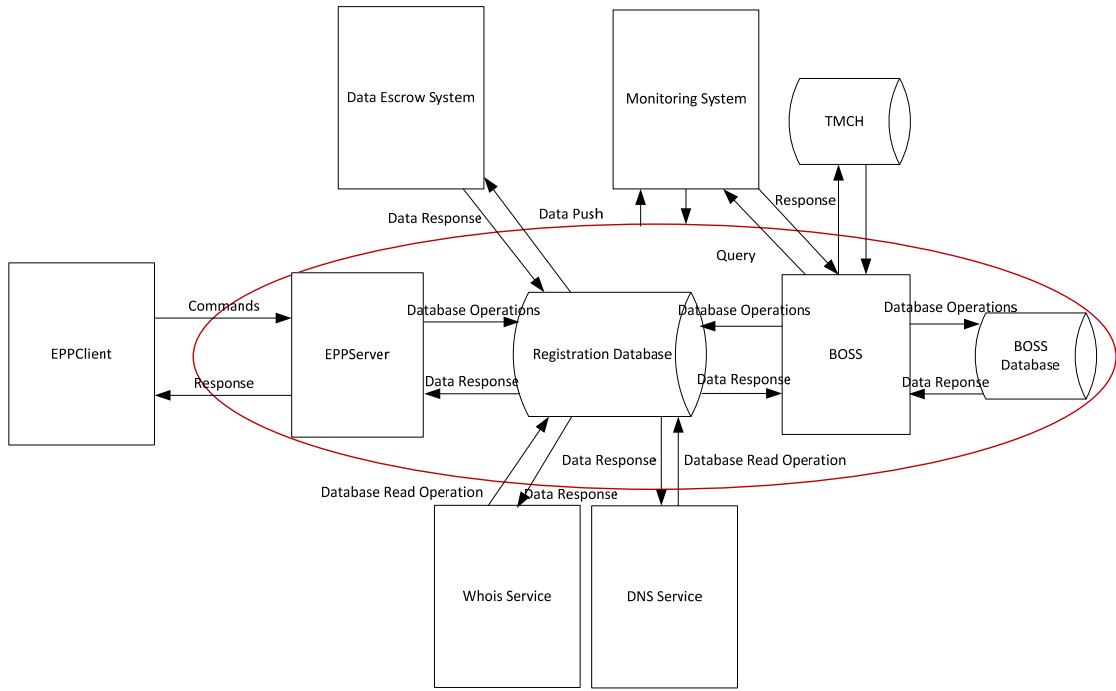 Data Escrow System
Monitoring System
TMCH
Response
Data Response
Data Push
Query
Commands
Database Operations
Database Operations
Database Operations
EPPClient
EPPServer
Registration Database
BOSS
BOSS
Database
Response
Data Response
Data Response
Data Reponse
Data Response
Database Read Operation
Database Read Operation
Data Response
Whois Service
DNS Service